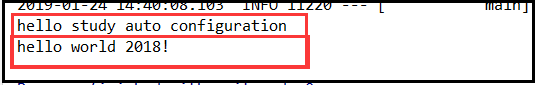 2019-01-24 14:40:08.103  INFO 11220 --- [           main]
hello study auto configuration
hello world 2018!